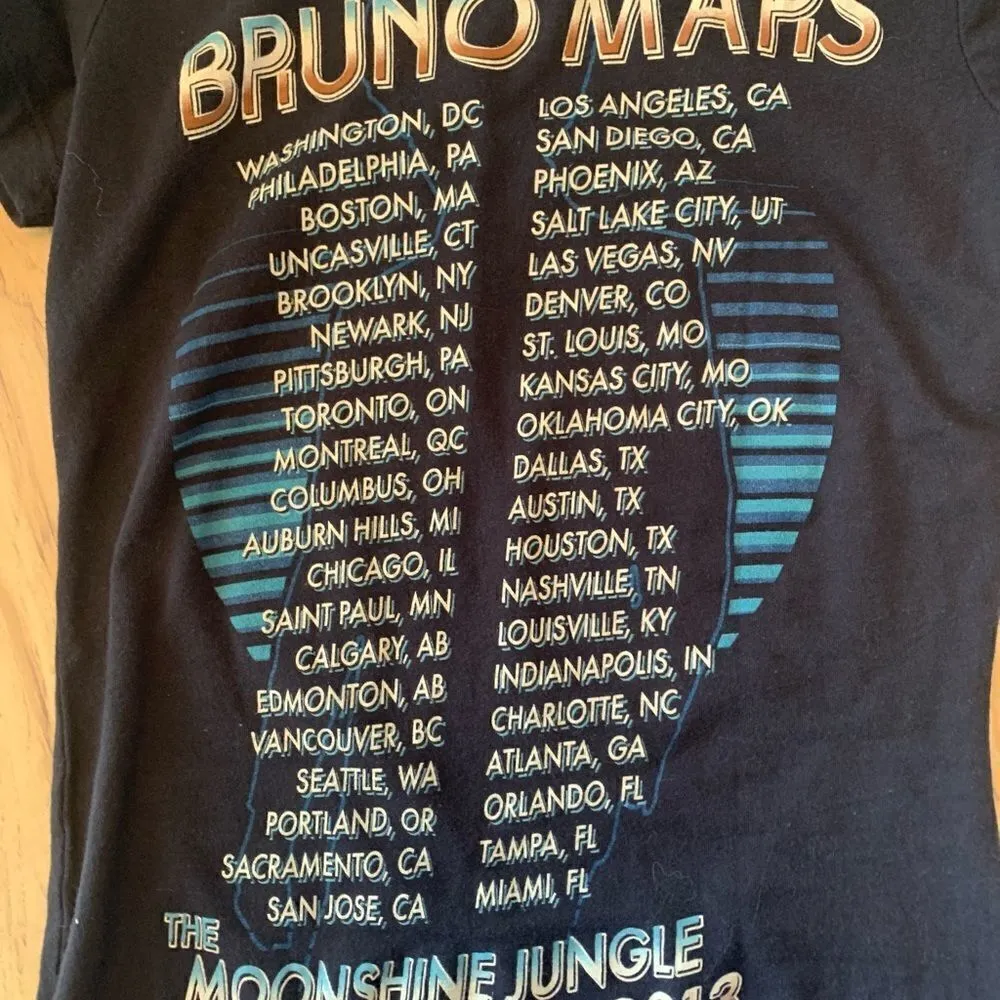 BRUNO MARS
WASHINGTON, DC
PHILADELPHIA, PA
BOSTON, MA
UNCASVILLE, CT
BROOKLYN, NY
NEWARK, NJ
PITTSBURGH, PA
TORONTO, ON
MONTREAL, QC
COLUMBUS, OH
AUBURN HILLS, MI
CHICAGO, IL
SAINT PAUL, MN
CALGARY, AB
EDMONTON, AB
VANCOUVER, BC
SEATTLE, WA
PORTLAND, OR
SACRAMENTO, CA
SAN JOSE, CA
LOS ANGELES, CA
SAN DIEGO, CA
PHOENIX, AZ
SALT LAKE CITY, UT
LAS VEGAS, NV
DENVER, CO
ST. LOUIS, MO
KANSAS CITY, MO
OKLAHOMA CITY, OK
DALLAS, TX
AUSTIN, TX
HOUSTON, TX
NASHVILLE, TN
LOUISVILLE, KY
INDIANAPOLIS, IN
CHARLOTTE, NC
ATLANTA, GA
ORLANDO, FL
TAMPA, FL
MIAMI, FL
THE
MOONSHINE JUNGLE
2013